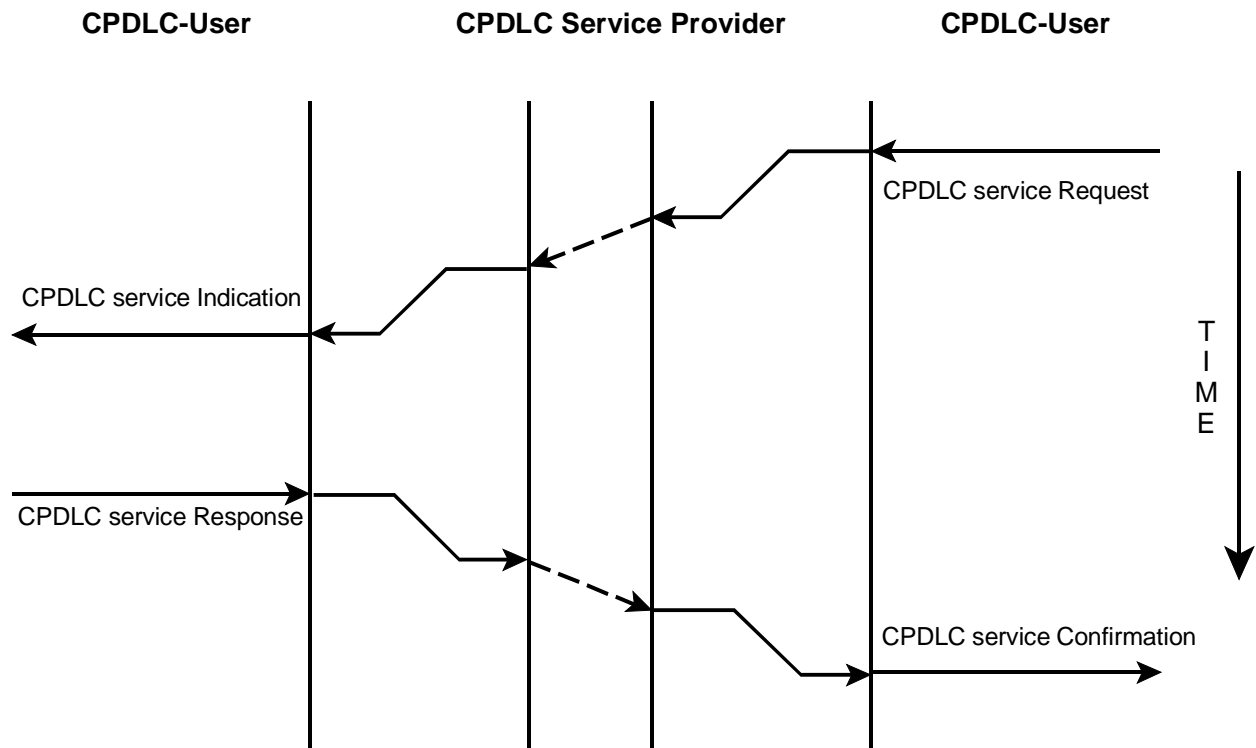 CPDLC-User
CPDLC Service Provider
CPDLC-User
CPDLC service Request
CPDLC service Indication
T
I
M
E
CPDLC service Response
CPDLC service Confirmation